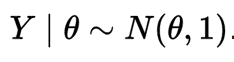 Y | θ ∼ N(θ, 1).